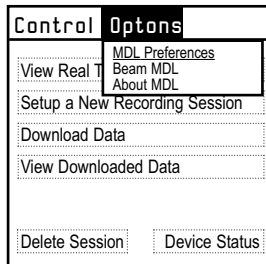 Control Optons
MDL Preferences
Beam MDL
About MDL
View Real T
Setup a New Recording Session
Download Data
View Downloaded Data
Delete Session Device Status